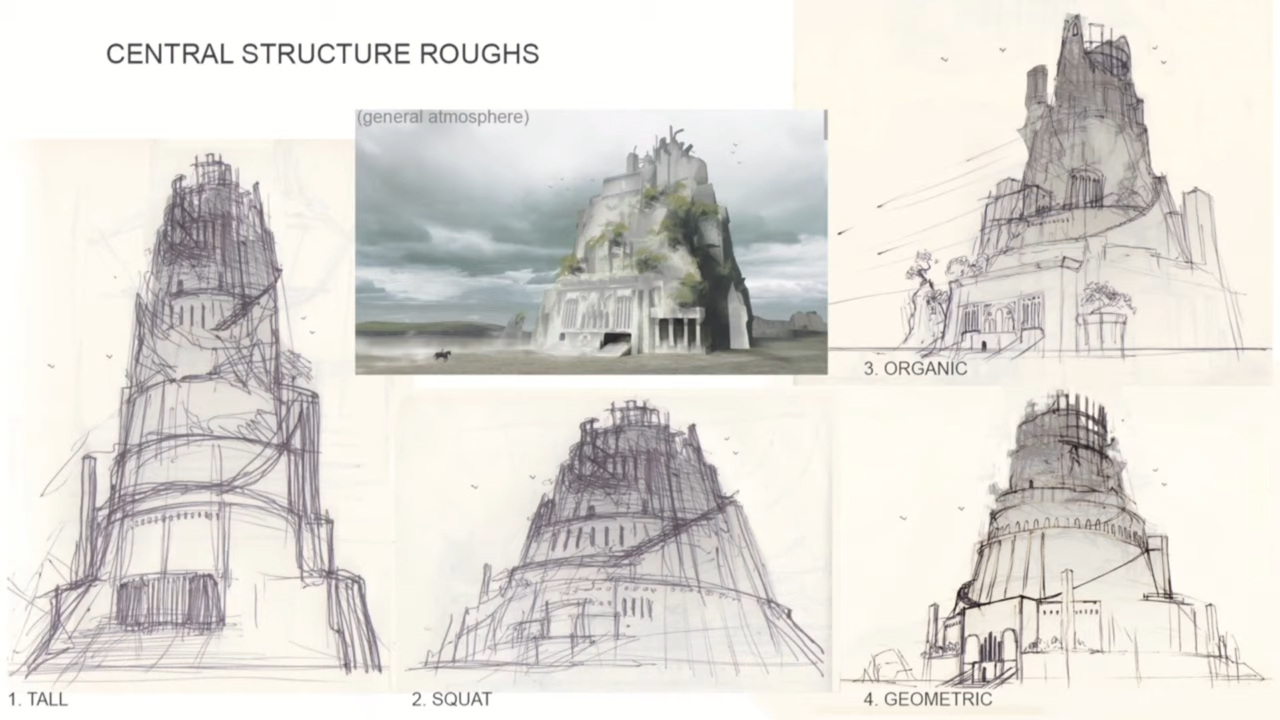 CENTRAL STRUCTURE ROUGHS
(general atmosphere)
3. ORGANIC
1. TALL
2. SQUAT
4. GEOMETRIC